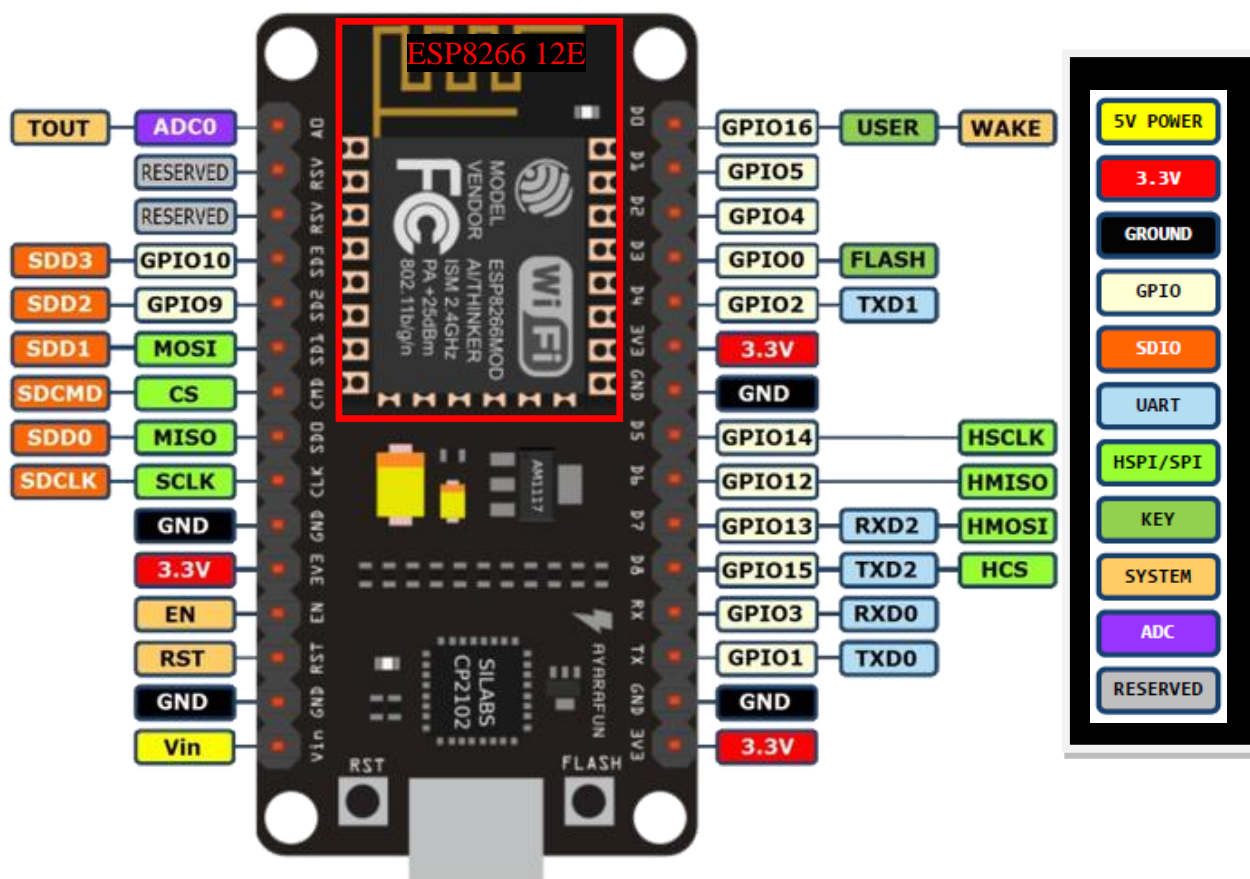 ESP8266 12E
TOUT ADC0 A0
RESERVED RSV
RESERVED RSV
SDD3 GPIO10 SD3
SDD2 GPIO9 SD2
SDD1 MOSI SD1
SDCMD CS CMD
SDD0 MISO SD0
SDCLK SCLK CLK
GND GND
3.3V 3V3
EN EN
RST RST
GND GND
Vin Vin
MODEL
VENDOR
ESP8266MOD
AI/THINKER
ISM 2.4GHz
PA +25dBm
802.11b/g/n
FC
WiFi
AM1117
SILABS
CP2102
AYARAFUN
RST
FLASH
D0 GPIO16 USER WAKE
D1 GPIO5
D2 GPIO4
D3 GPIO0 FLASH
D4 GPIO2 TXD1
3V3 3.3V
GND GND
D5 GPIO14 HSCLK
D6 GPIO12 HMISO
D7 GPIO13 RXD2 HMOSI
D8 GPIO15 TXD2 HCS
RX GPIO3 RXD0
TX GPIO1 TXD0
GND GND
3V3 3.3V
5V POWER
3.3V
GROUND
GPIO
SDIO
UART
HSPI/SPI
KEY
SYSTEM
ADC
RESERVED